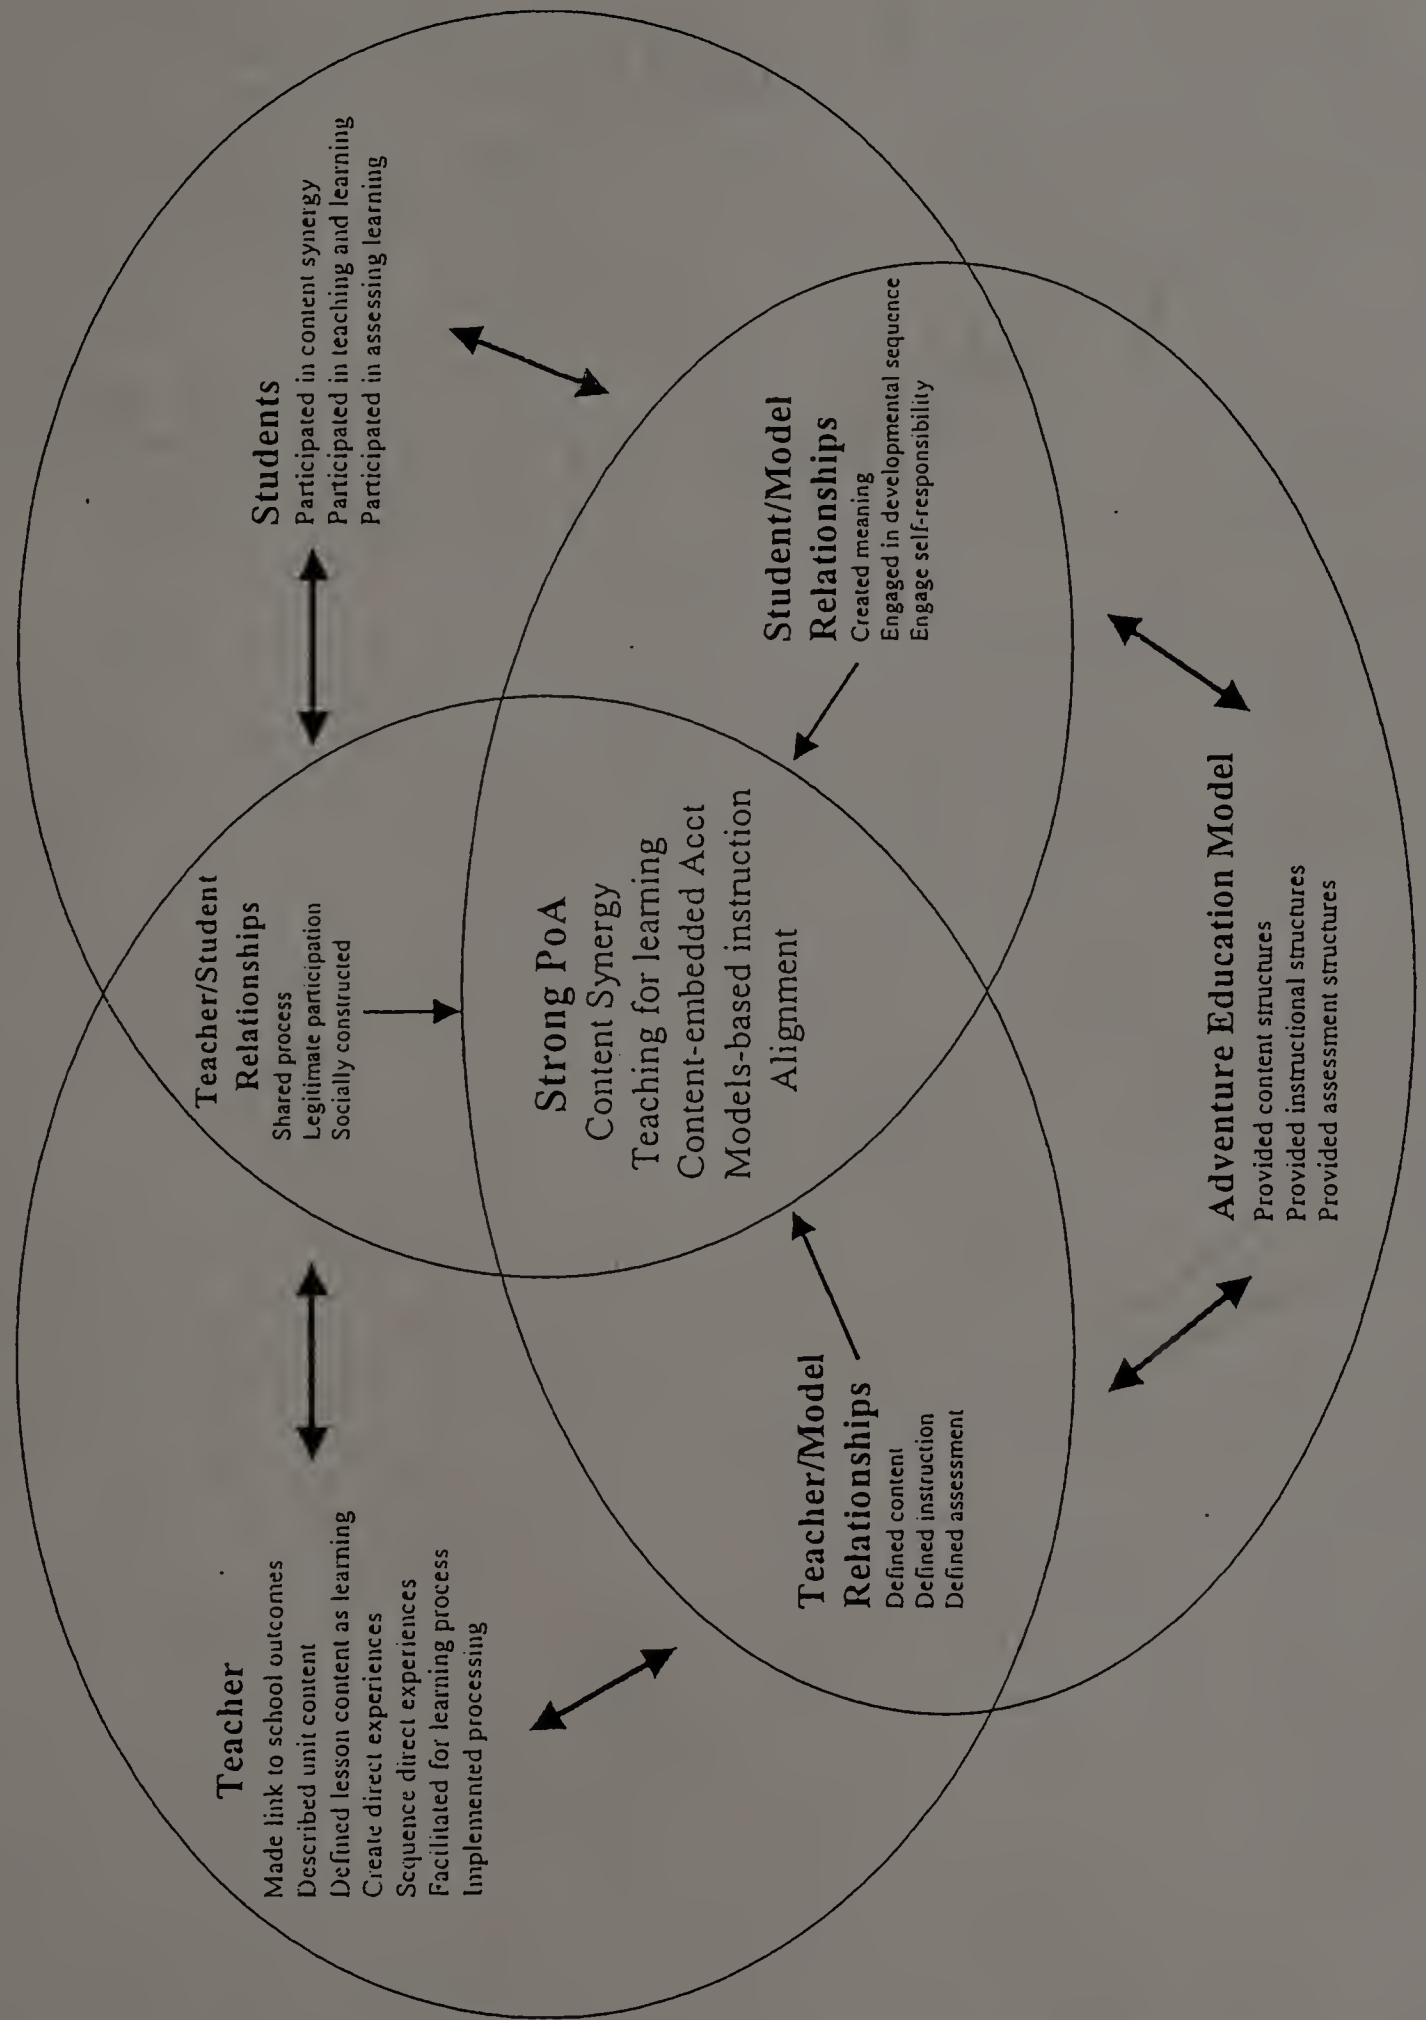 Teacher
Made link to school outcomes
Described unit content
Defined lesson content as learning
Create direct experiences
Sequence direct experiences
Facilitated for learning process
Implemented processing
Teacher/Student
Relationships
Shared process
Legitimate participation
Socially constructed
Students
Participated in content synergy
Participated in teaching and learning
Participated in assessing learning
Strong PoA
Content Synergy
Teaching for learning
Content-embedded Acct
Models-based instruction
Alignment
Teacher/Model
Relationships
Defined content
Defined instruction
Defined assessment
Student/Model
Relationships
Created meaning
Engaged in developmental sequence
Engage self-responsibility
Adventure Education Model
Provided content structures
Provided instructional structures
Provided assessment structures